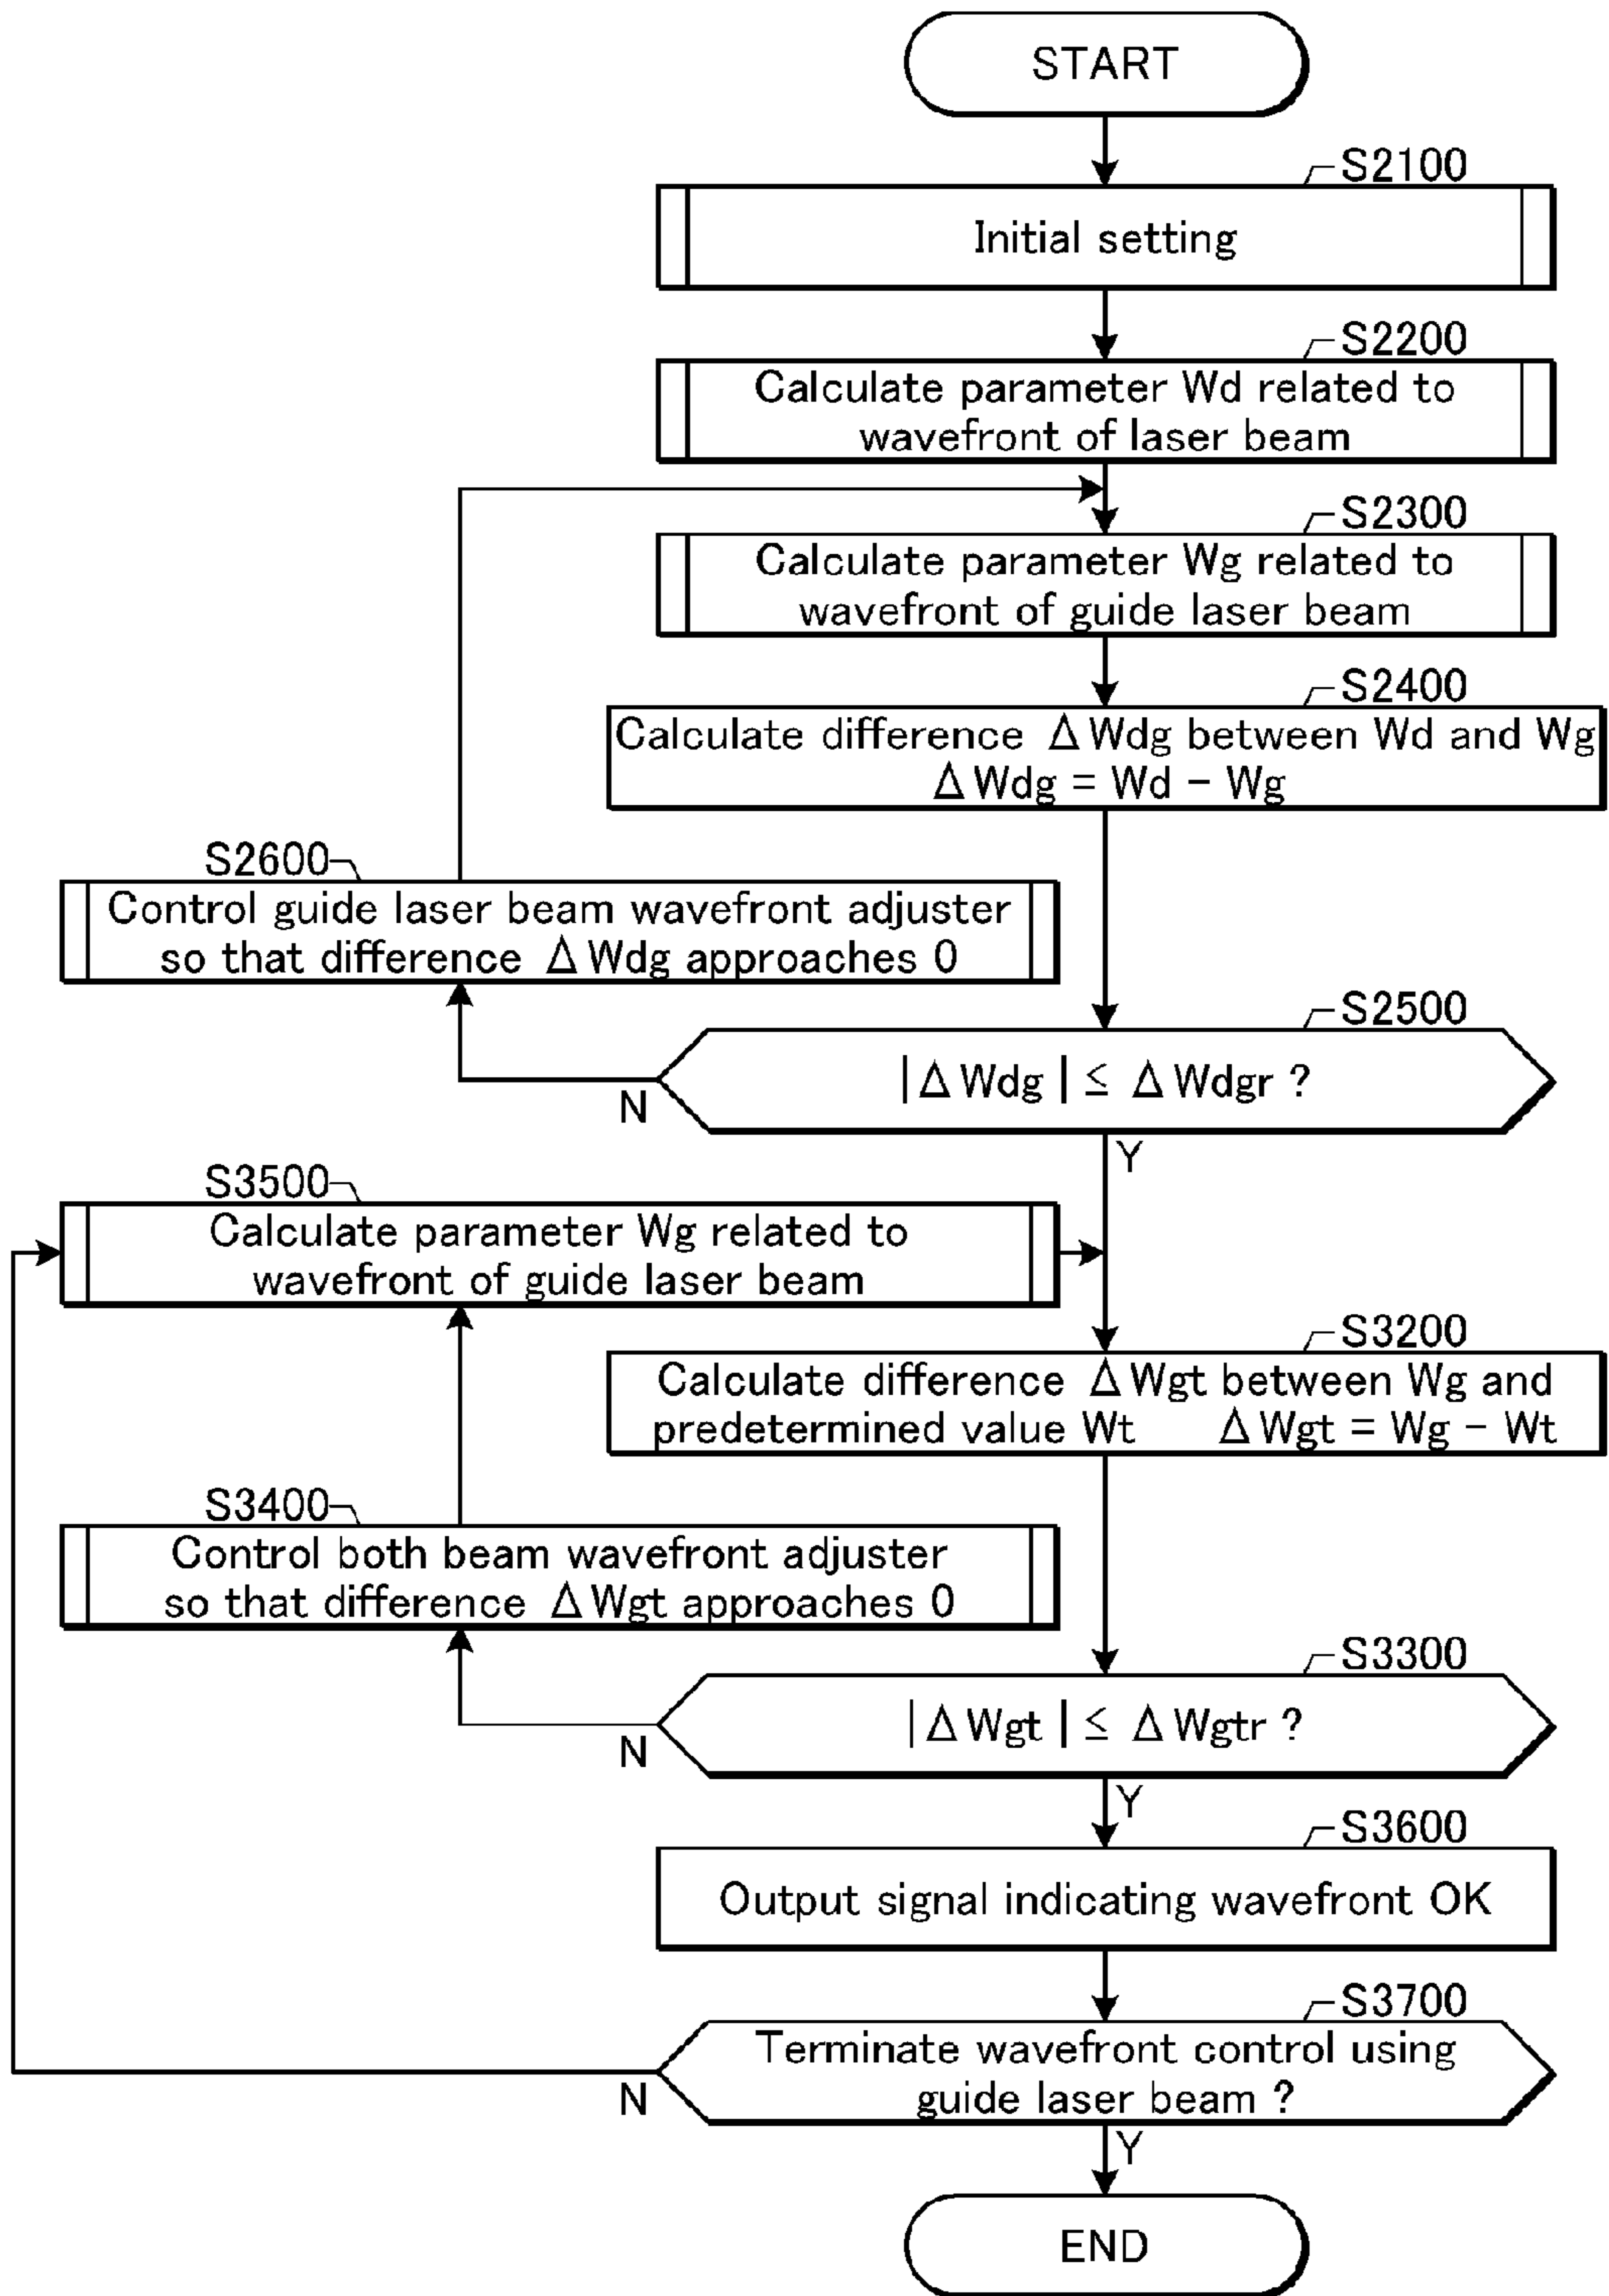 START
S2100
Initial setting
S2200
Calculate parameter Wd related to
wavefront of laser beam
S2300
Calculate parameter Wg related to
wavefront of guide laser beam
S2400
Calculate difference ΔWdg between Wd and Wg
ΔWdg = Wd − Wg
S2600
Control guide laser beam wavefront adjuster
so that difference ΔWdg approaches 0
S2500
|ΔWdg| ≤ ΔWdgr ?
N
Y
S3500
Calculate parameter Wg related to
wavefront of guide laser beam
S3200
Calculate difference ΔWgt between Wg and
predetermined value Wt ΔWgt = Wg − Wt
S3400
Control both beam wavefront adjuster
so that difference ΔWgt approaches 0
S3300
|ΔWgt| ≤ ΔWgtr ?
N
Y
S3600
Output signal indicating wavefront OK
S3700
Terminate wavefront control using
guide laser beam ?
N
Y
END